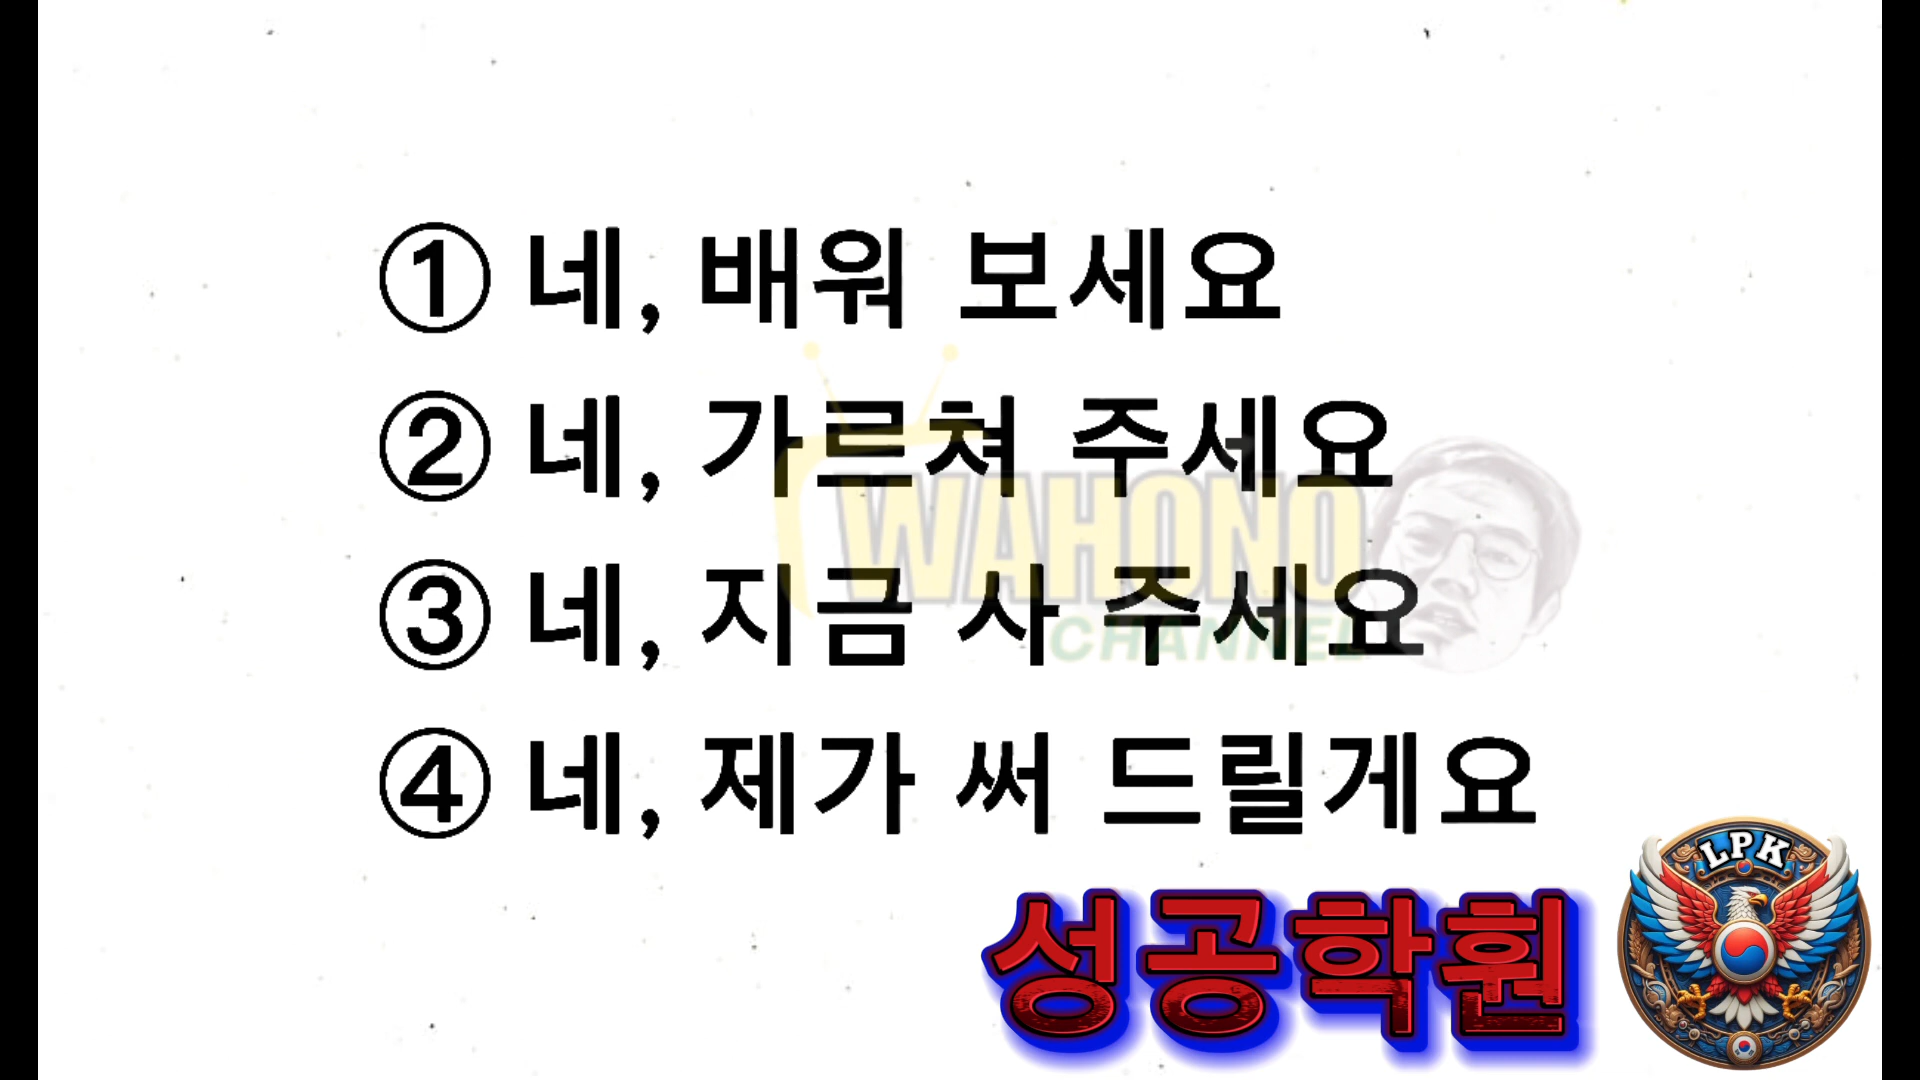 ① 네, 배워 보세요
② 네, 가르쳐 주세요
③ 네, 지금 사 주세요
④ 네, 제가 써 드릴게요
WAHONO
CHANNEL
성공학훤
LPK